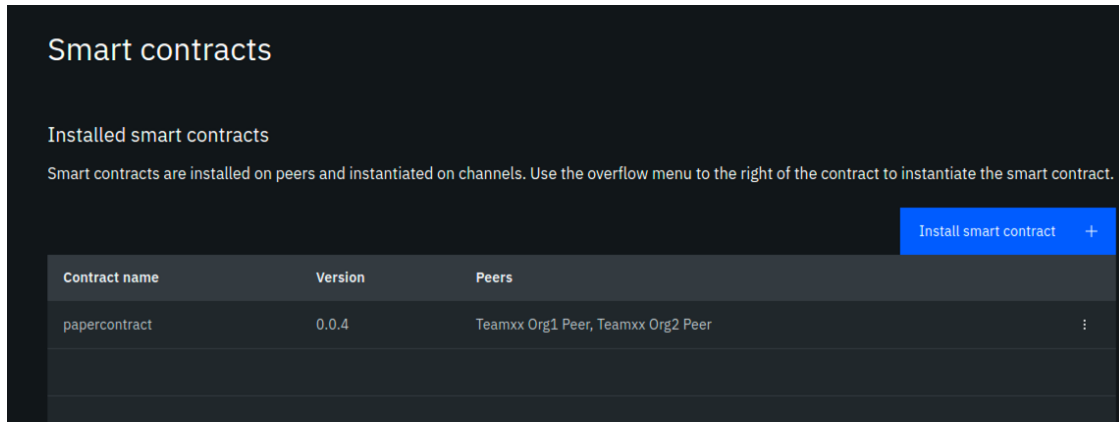 Smart contracts
Installed smart contracts
Smart contracts are installed on peers and instantiated on channels. Use the overflow menu to the right of the contract to instantiate the smart contract.
Install smart contract +
Contract name Version Peers
papercontract 0.0.4 Teamxx Org1 Peer, Teamxx Org2 Peer